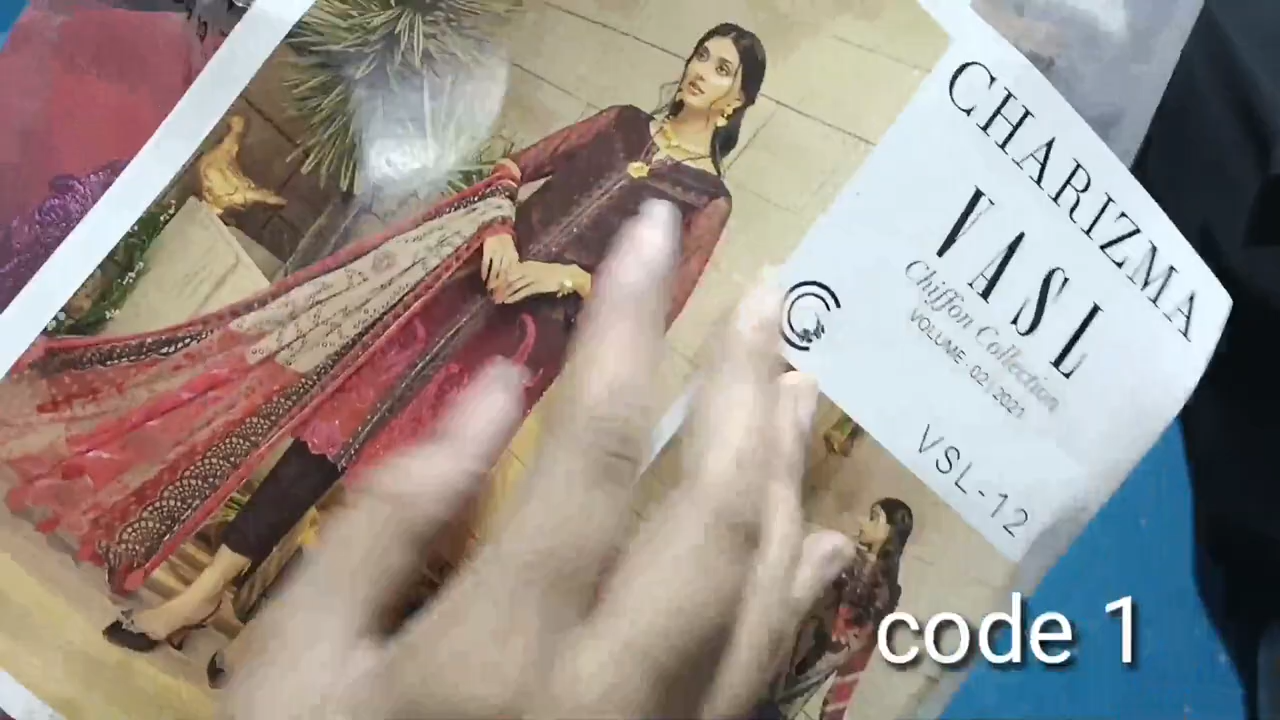 CHARIZMA
VASL
Chiffon Collection
VOLUME - 02, 2021
VSL-12
code 1